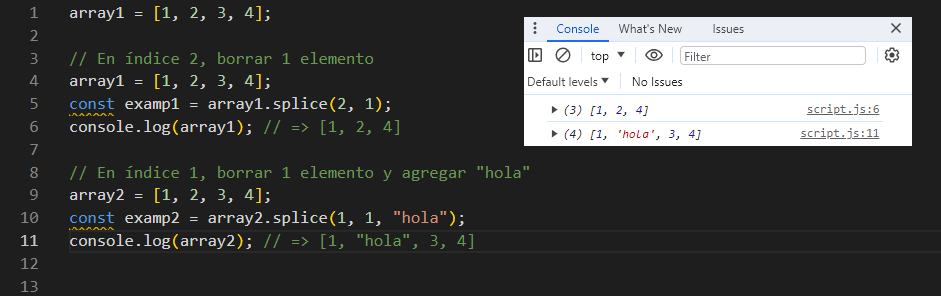 1 array1 = [1, 2, 3, 4];
2
3 // En índice 2, borrar 1 elemento
4 array1 = [1, 2, 3, 4];
5 const examp1 = array1.splice(2, 1);
6 console.log(array1); // => [1, 2, 4]
7
8 // En índice 1, borrar 1 elemento y agregar "hola"
9 array2 = [1, 2, 3, 4];
10 const examp2 = array2.splice(1, 1, "hola");
11 console.log(array2); // => [1, "hola", 3, 4]
12
13
Console What's New Issues
top Filter
Default levels No Issues
(3) [1, 2, 4] script.js:6
(4) [1, 'hola', 3, 4] script.js:11